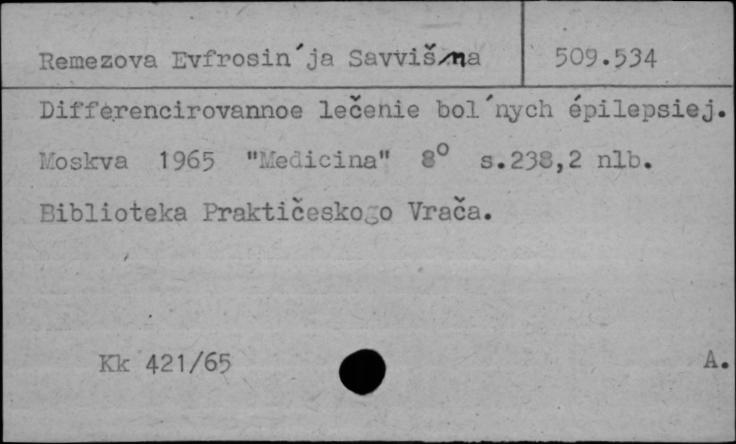 Remezova Evfrosin´ja Savvišna 509.534
Differencirovannoe lečenie bol´nych épilepsiej.
Moskva 1965 "Medicina" 8° s.238,2 nlb.
Biblioteka Praktičeskogo Vrača.
Kk 421/65 A.